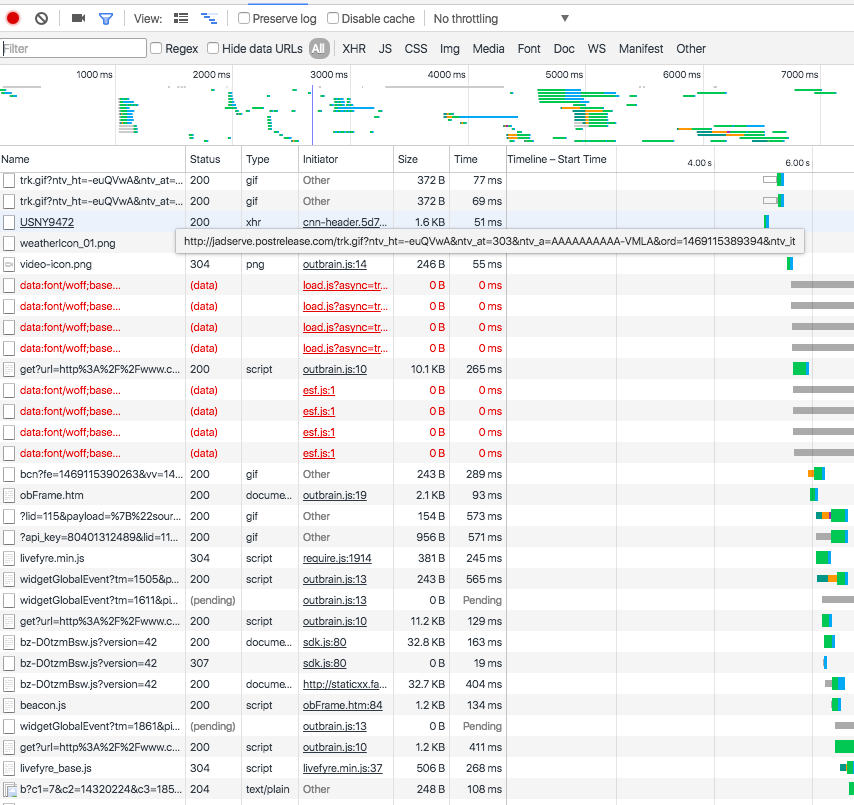 View: Preserve log Disable cache No throttling ▼
Filter Regex Hide data URLs All XHR JS CSS Img Media Font Doc WS Manifest Other
1000 ms 2000 ms 3000 ms 4000 ms 5000 ms 6000 ms 7000 ms
Name Status Type Initiator Size Time Timeline – Start Time 4.00 s 6.00 s
trk.gif?ntv_ht=-euQVwA&ntv_at=... 200 gif Other 372 B 77 ms
trk.gif?ntv_ht=-euQVwA&ntv_at=... 200 gif Other 372 B 69 ms
USNY9472 200 xhr cnn-header.5d7... 1.6 KB 51 ms
weatherIcon_01.png http://jadserve.postrelease.com/trk.gif?ntv_ht=-euQVwA&ntv_at=303&ntv_a=AAAAAAAAAA-VMLA&ord=1469115389394&ntv_it
video-icon.png 304 png outbrain.js:14 246 B 55 ms
data:font/woff;base... (data) load.js?async=tr... 0 B 0 ms
data:font/woff;base... (data) load.js?async=tr... 0 B 0 ms
data:font/woff;base... (data) load.js?async=tr... 0 B 0 ms
data:font/woff;base... (data) load.js?async=tr... 0 B 0 ms
get?url=http%3A%2F%2Fwww.c... 200 script outbrain.js:10 10.1 KB 265 ms
data:font/woff;base... (data) esf.js:1 0 B 0 ms
data:font/woff;base... (data) esf.js:1 0 B 0 ms
data:font/woff;base... (data) esf.js:1 0 B 0 ms
data:font/woff;base... (data) esf.js:1 0 B 0 ms
bcn?fe=1469115390263&vv=14... 200 gif Other 243 B 289 ms
obFrame.htm 200 docume... outbrain.js:19 2.1 KB 93 ms
?lid=115&payload=%7B%22sour... 200 gif Other 154 B 573 ms
?api_key=80401312489&lid=11... 200 gif Other 956 B 571 ms
livefyre.min.js 304 script require.js:1914 381 B 245 ms
widgetGlobalEvent?tm=1505&p... 200 script outbrain.js:13 243 B 565 ms
widgetGlobalEvent?tm=1611&pi... (pending) outbrain.js:13 0 B Pending
get?url=http%3A%2F%2Fwww.c... 200 script outbrain.js:10 11.2 KB 129 ms
bz-D0tzmBsw.js?version=42 200 docume... sdk.js:80 32.8 KB 163 ms
bz-D0tzmBsw.js?version=42 307 sdk.js:80 0 B 19 ms
bz-D0tzmBsw.js?version=42 200 docume... http://staticxx.fa... 32.7 KB 404 ms
beacon.js 200 script obFrame.htm:84 1.2 KB 134 ms
widgetGlobalEvent?tm=1861&pi... (pending) outbrain.js:13 0 B Pending
get?url=http%3A%2F%2Fwww.c... 200 script outbrain.js:10 1.2 KB 411 ms
livefyre_base.js 304 script livefyre.min.js:37 506 B 268 ms
b?c1=7&c2=14320224&c3=185... 204 text/plain Other 248 B 108 ms